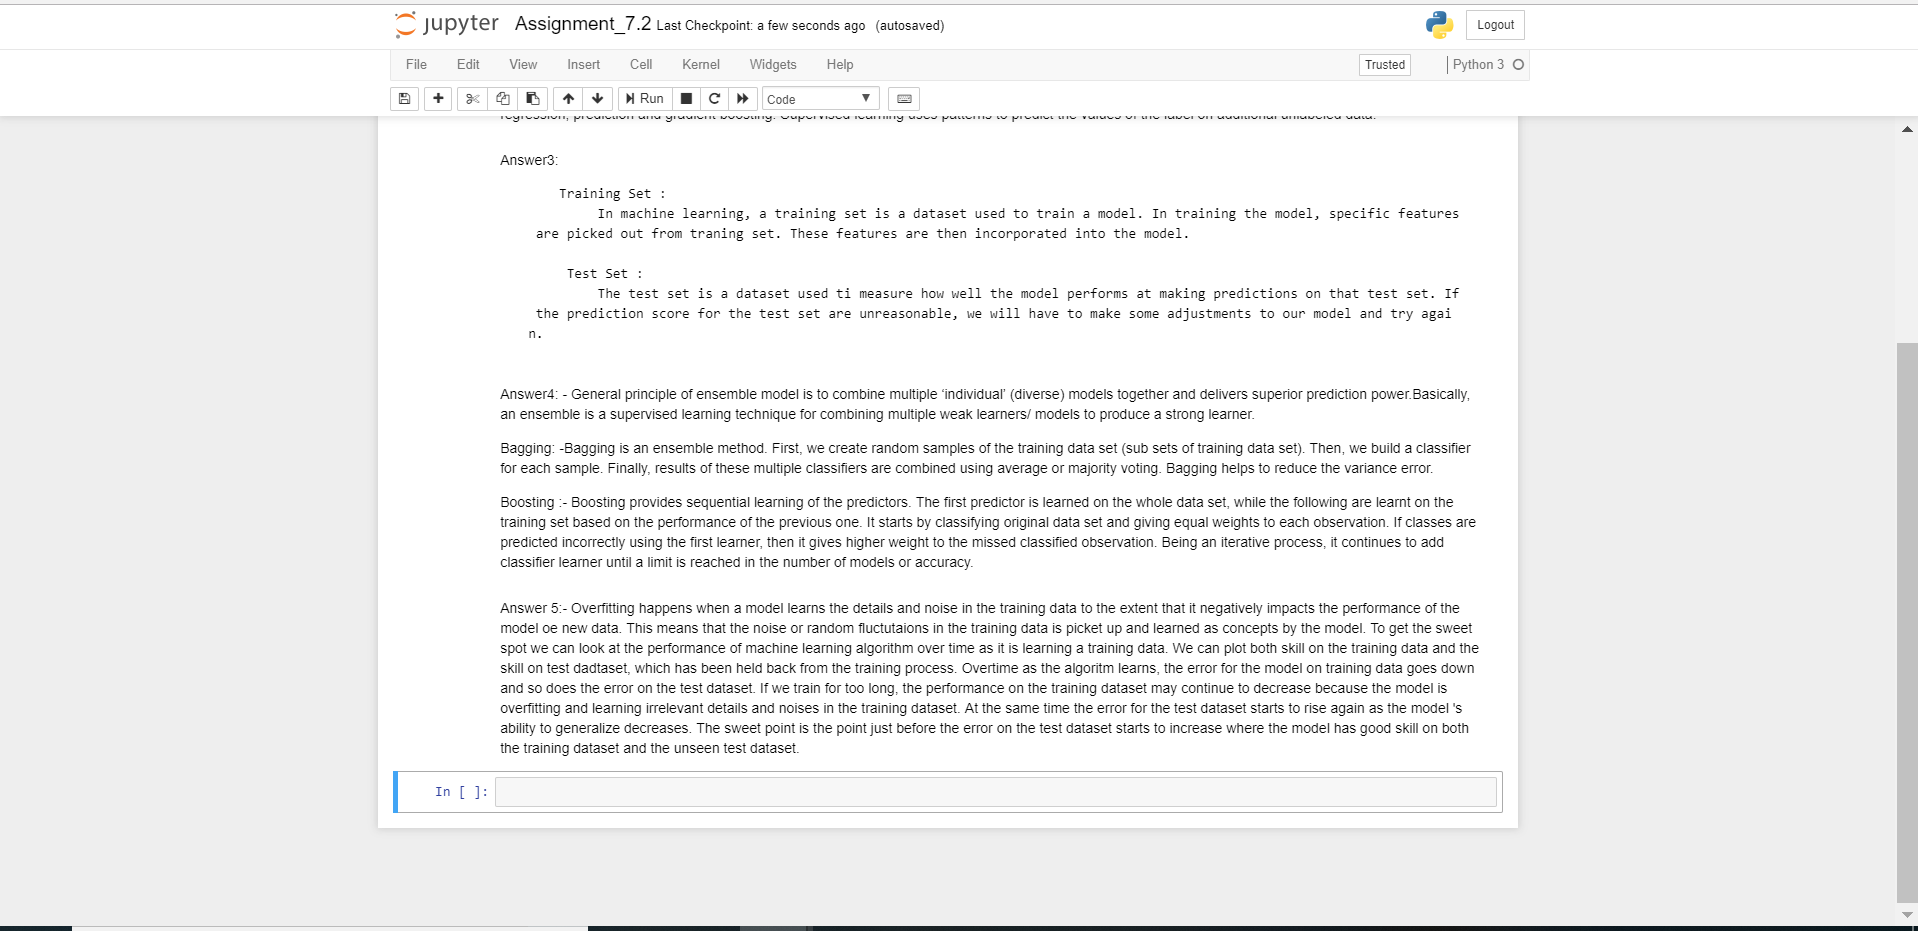 jupyter Assignment_7.2 Last Checkpoint: a few seconds ago (autosaved)
Logout
File Edit View Insert Cell Kernel Widgets Help
Trusted
Python 3
Run
Code
regression, prediction and gradient boosting. Supervised learning uses patterns to predict the values of the label on additional unlabeled data.
Answer3:
Training Set :
In machine learning, a training set is a dataset used to train a model. In training the model, specific features
are picked out from traning set. These features are then incorporated into the model.
Test Set :
The test set is a dataset used ti measure how well the model performs at making predictions on that test set. If
the prediction score for the test set are unreasonable, we will have to make some adjustments to our model and try agai
n.
Answer4: - General principle of ensemble model is to combine multiple ‘individual’ (diverse) models together and delivers superior prediction power.Basically,
an ensemble is a supervised learning technique for combining multiple weak learners/ models to produce a strong learner.
Bagging: -Bagging is an ensemble method. First, we create random samples of the training data set (sub sets of training data set). Then, we build a classifier
for each sample. Finally, results of these multiple classifiers are combined using average or majority voting. Bagging helps to reduce the variance error.
Boosting :- Boosting provides sequential learning of the predictors. The first predictor is learned on the whole data set, while the following are learnt on the
training set based on the performance of the previous one. It starts by classifying original data set and giving equal weights to each observation. If classes are
predicted incorrectly using the first learner, then it gives higher weight to the missed classified observation. Being an iterative process, it continues to add
classifier learner until a limit is reached in the number of models or accuracy.
Answer 5:- Overfitting happens when a model learns the details and noise in the training data to the extent that it negatively impacts the performance of the
model oe new data. This means that the noise or random fluctutaions in the training data is picket up and learned as concepts by the model. To get the sweet
spot we can look at the performance of machine learning algorithm over time as it is learning a training data. We can plot both skill on the training data and the
skill on test dadtaset, which has been held back from the training process. Overtime as the algoritm learns, the error for the model on training data goes down
and so does the error on the test dataset. If we train for too long, the performance on the training dataset may continue to decrease because the model is
overfitting and learning irrelevant details and noises in the training dataset. At the same time the error for the test dataset starts to rise again as the model 's
ability to generalize decreases. The sweet point is the point just before the error on the test dataset starts to increase where the model has good skill on both
the training dataset and the unseen test dataset.
In [ ]: